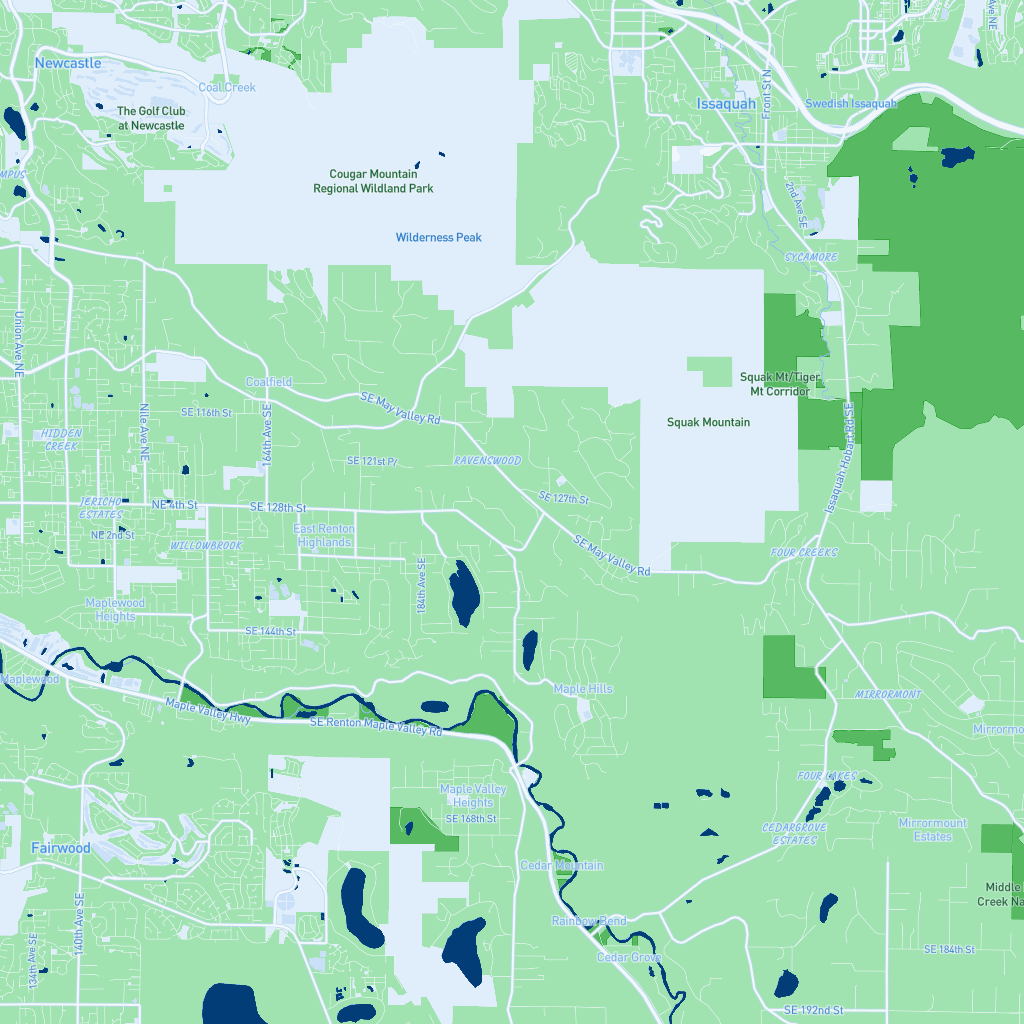 Newcastle
Coal Creek
The Golf Club
at Newcastle
Issaquah
Front St N
Swedish Issaquah
Ave NE
MPUS
Cougar Mountain
Regional Wildland Park
Wilderness Peak
2nd Ave SE
SYCAMORE
Union Ave NE
Coalfield
SE May Valley Rd
Squak Mt/Tiger
Mt Corridor
SE 116th St
Nile Ave NE
164th Ave SE
Squak Mountain
HIDDEN
CREEK
SE 121st Pl
RAVENSWOOD
Issaquah Hobart Rd SE
JERICHO
ESTATES
NE 4th St
SE 128th St
SE 127th St
NE 2nd St
WILLOWBROOK
East Renton
Highlands
SE May Valley Rd
FOUR CREEKS
184th Ave SE
Maplewood
Heights
SE 144th St
Maplewood
Maple Hills
MIRRORMONT
Maple Valley Hwy
SE Renton Maple Valley Rd
Mirrormo
FOUR LAKES
Maple Valley
Heights
SE 168th St
CEDARGROVE
ESTATES
Mirrormount
Estates
Fairwood
Cedar Mountain
Middle
Creek Na
140th Ave SE
Rainbow Bend
134th Ave SE
Cedar Grove
SE 184th St
SE 192nd St